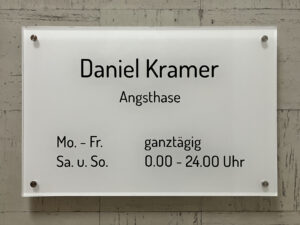 Daniel Kramer
Angsthase
Mo. - Fr. ganztägig
Sa. u. So. 0.00 - 24.00 Uhr